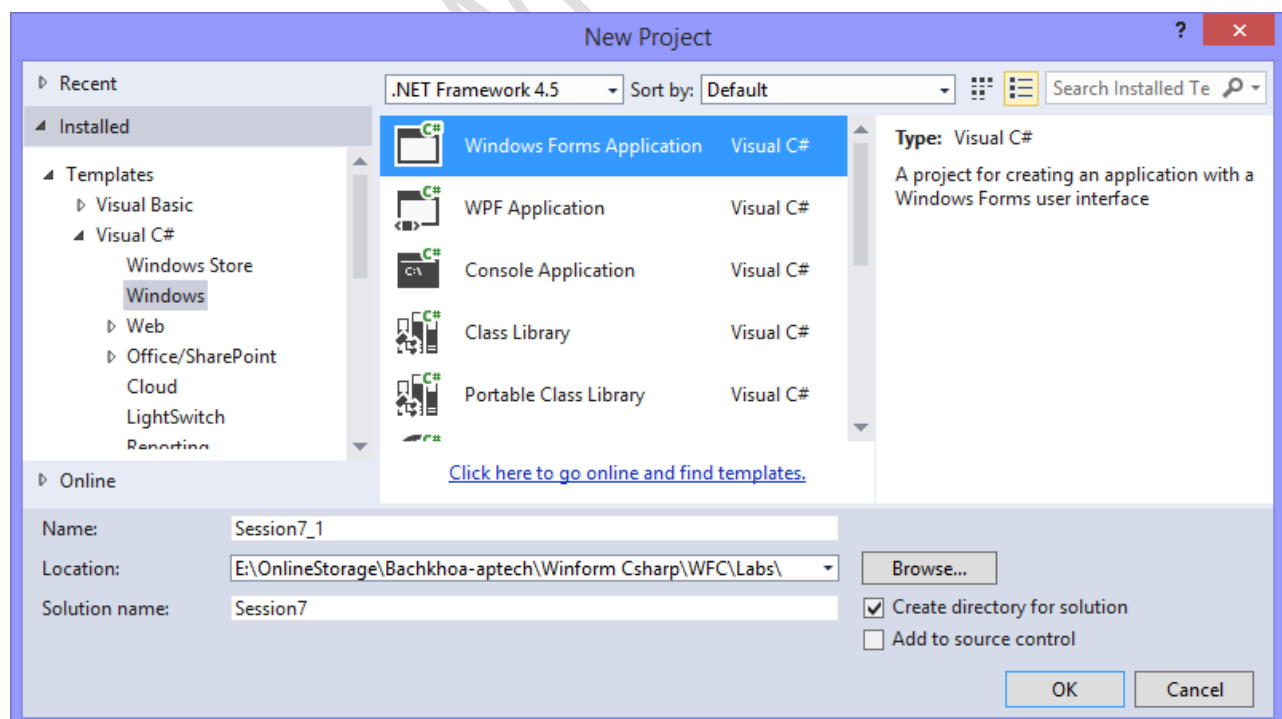 New Project
?
Recent
.NET Framework 4.5
Sort by:
Default
Search Installed Te
Installed
Templates
Visual Basic
Visual C#
Windows Store
Windows
Web
Office/SharePoint
Cloud
LightSwitch
Reporting
Online
C# Windows Forms Application Visual C#
C# WPF Application Visual C#
C# C:\ Console Application Visual C#
C# Class Library Visual C#
C# Portable Class Library Visual C#
C#
Click here to go online and find templates.
Type: Visual C#
A project for creating an application with a
Windows Forms user interface
Name: Session7_1
Location: E:\OnlineStorage\Bachkhoa-aptech\Winform Csharp\WFC\Labs\ Browse...
Solution name: Session7
Create directory for solution
Add to source control
OK Cancel